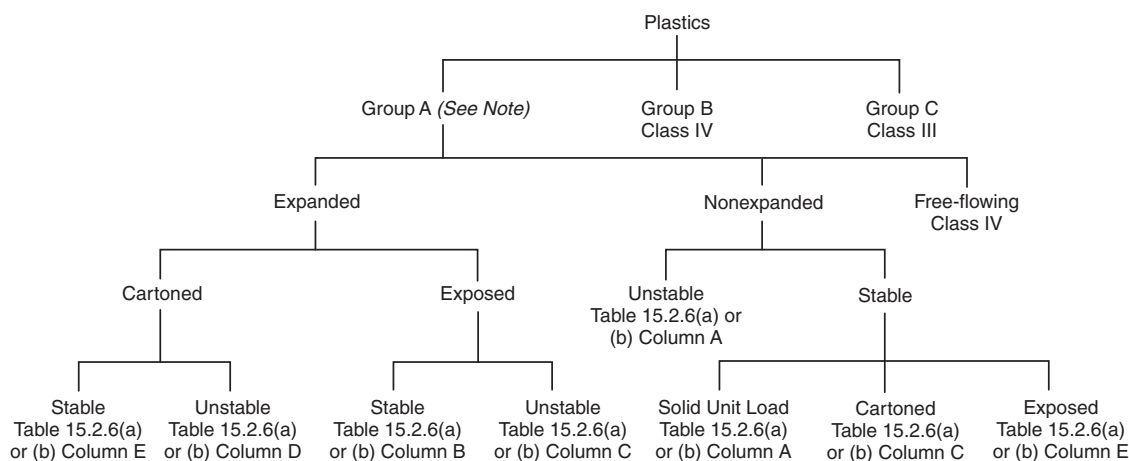 Plastics
Group A (See Note)
Group B
Class IV
Group C
Class III
Expanded
Nonexpanded
Free-flowing
Class IV
Cartoned
Exposed
Unstable
Table 15.2.6(a) or
(b) Column A
Stable
Stable
Table 15.2.6(a)
or (b) Column E
Unstable
Table 15.2.6(a)
or (b) Column D
Stable
Table 15.2.6(a)
or (b) Column B
Unstable
Table 15.2.6(a)
or (b) Column C
Solid Unit Load
Table 15.2.6(a)
or (b) Column A
Cartoned
Table 15.2.6(a)
or (b) Column C
Exposed
Table 15.2.6(a)
or (b) Column E